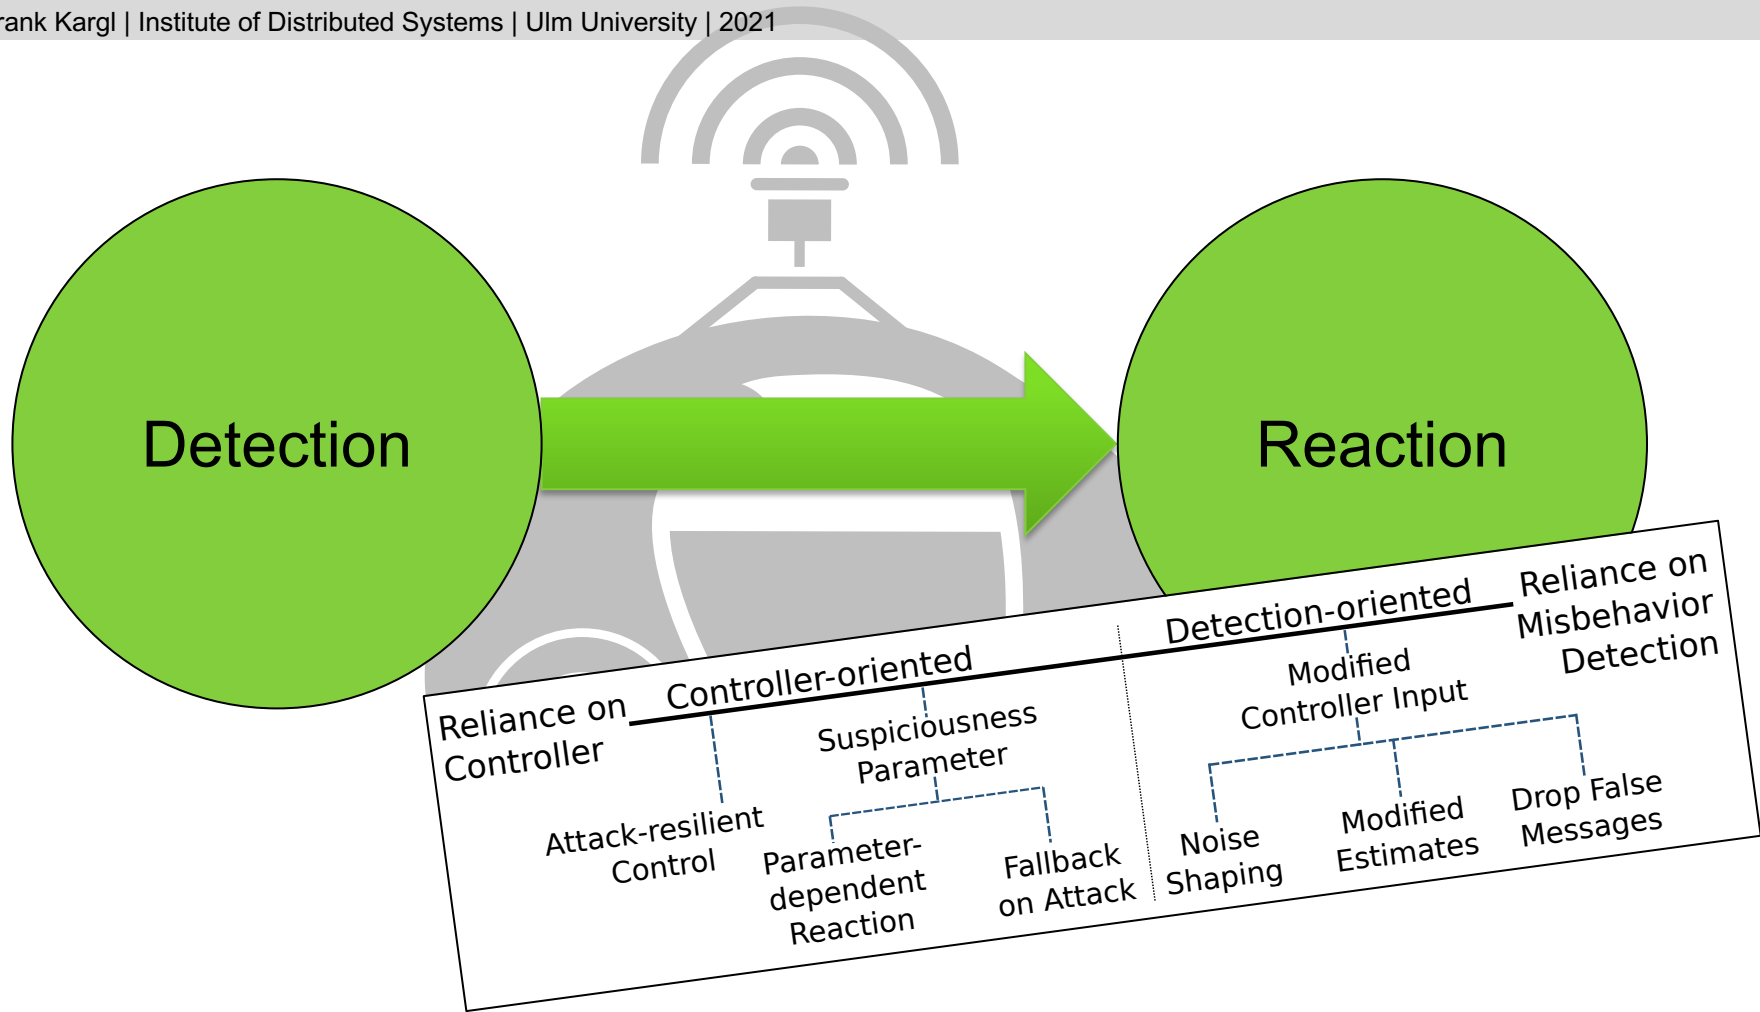 rank Kargl | Institute of Distributed Systems | Ulm University | 2021
Detection
Reaction
Reliance on
Controller
Controller-oriented
Detection-oriented
Reliance on
Misbehavior
Detection
Attack-resilient
Control
Suspiciousness
Parameter
Parameter-
dependent
Reaction
Fallback
on Attack
Modified
Controller Input
Noise
Shaping
Modified
Estimates
Drop False
Messages